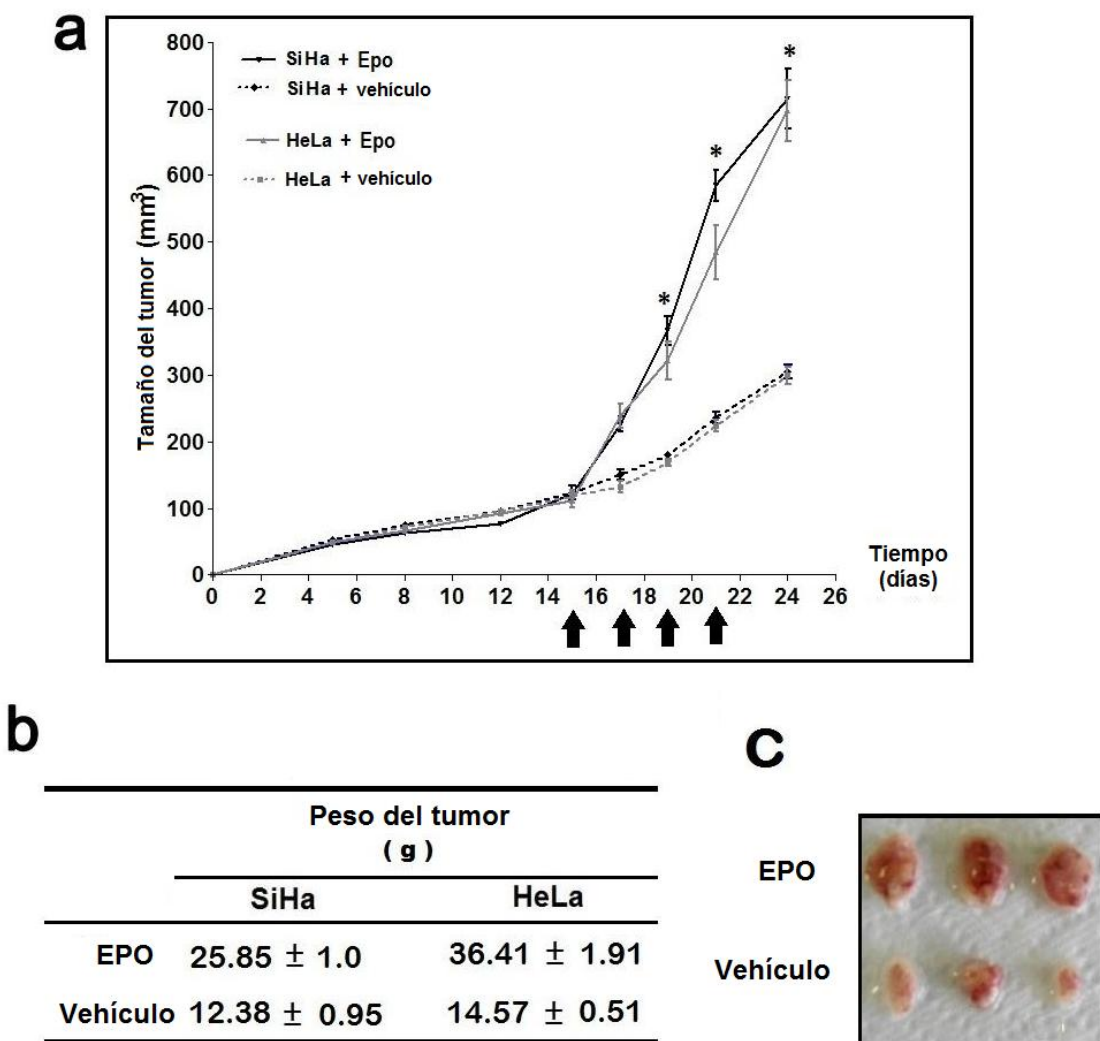 a
800
700
600
500
400
300
200
100
0
Tamaño del tumor (mm3)
SiHa + Epo
SiHa + vehículo
HeLa + Epo
HeLa + vehículo
*
*
*
0 2 4 6 8 10 12 14 16 18 20 22 24 26
Tiempo
(días)
b
Peso del tumor
( g )
SiHa HeLa
EPO 25.85 ± 1.0 36.41 ± 1.91
Vehículo 12.38 ± 0.95 14.57 ± 0.51
c
EPO
Vehículo